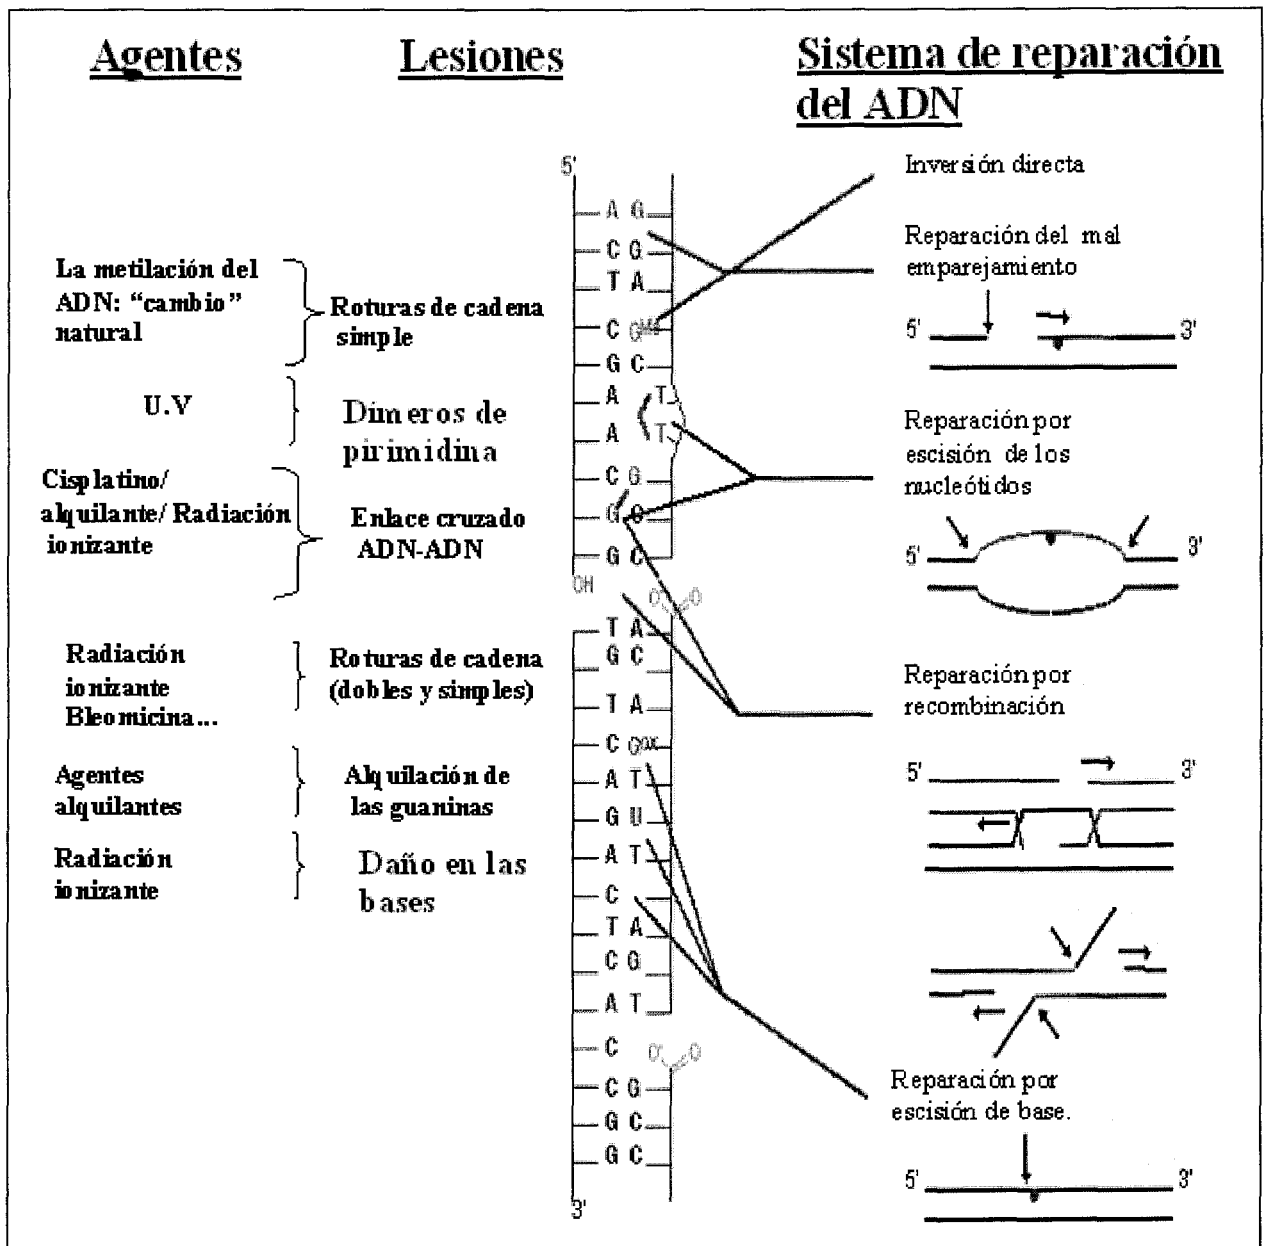 Agentes
Lesiones
Sistema de reparación
del ADN
La metilación del
ADN: “cambio”
natural
U.V
Cisplatino/
alquilante/ Radiación
ionizante
Radiación
ionizante
Bleomicina...
Agentes
alquilantes
Radiación
ionizante
Roturas de cadena
simple
Dímeros de
pirimidina
Enlace cruzado
ADN-ADN
Roturas de cadena
(dobles y simples)
Alquilación de
las guaninas
Daño en las
bases
5'
A G
C G
T A
C G Me
G C
A T
A T
C G
G C
G C
OH
O' O
T A
G C
T A
C G OX
A T
G U
A T
C
T A
C G
A T
C O' O
C G
G C
G C
3'
Inversión directa
Reparación del mal
emparejamiento
5' 3'
Reparación por
escisión de los
nucleótidos
5' 3'
Reparación por
recombinación
5' 3'
Reparación por
escisión de base.
5' 3'